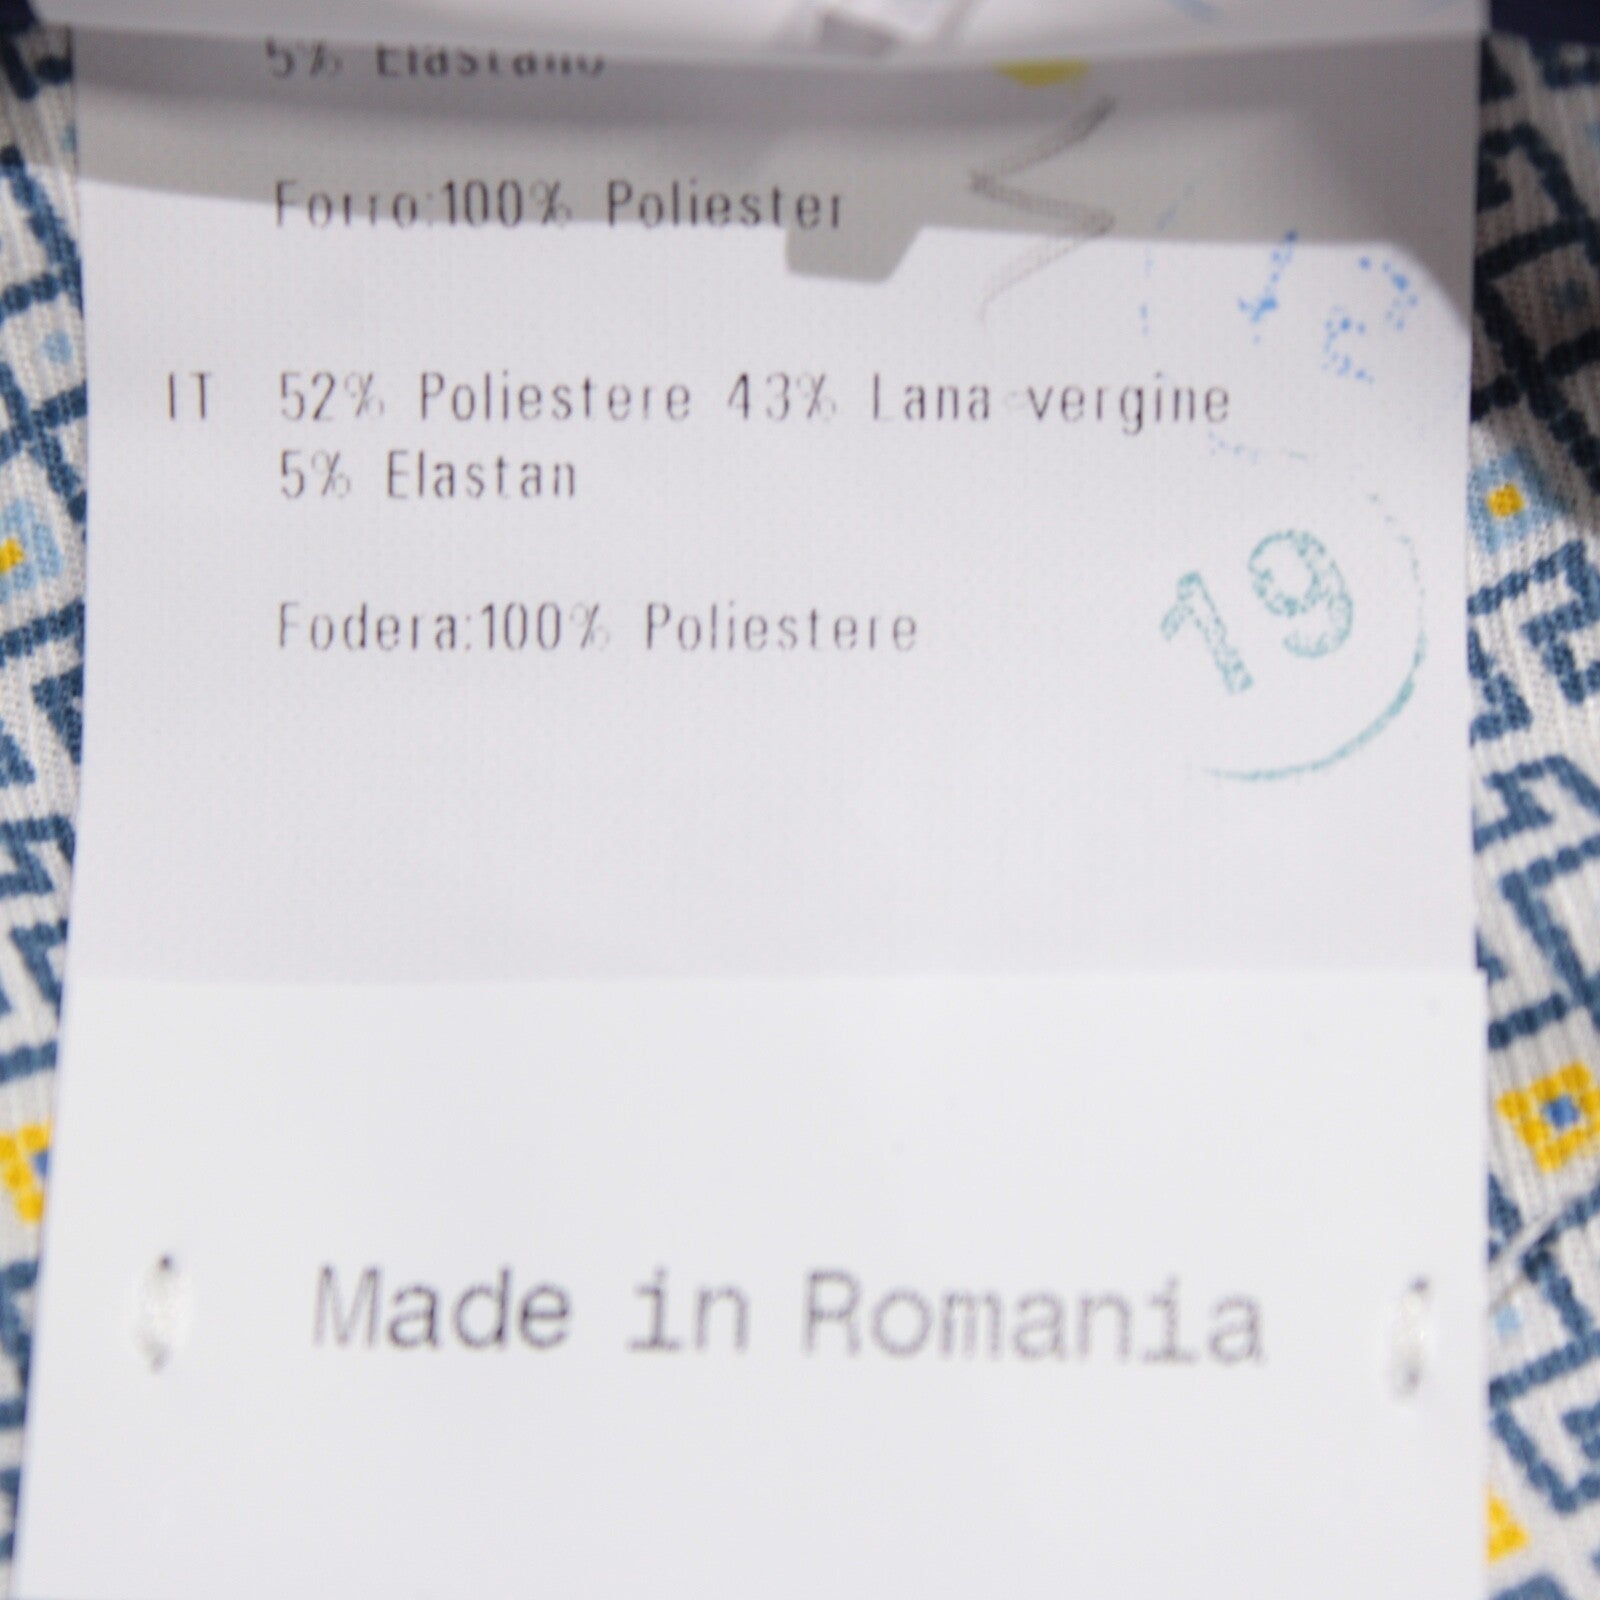 5% Elastano
Forro:100% Poliester
IT 52% Poliestere 43% Lana vergine
5% Elastan
Fodera:100% Poliestere
19
Made in Romania